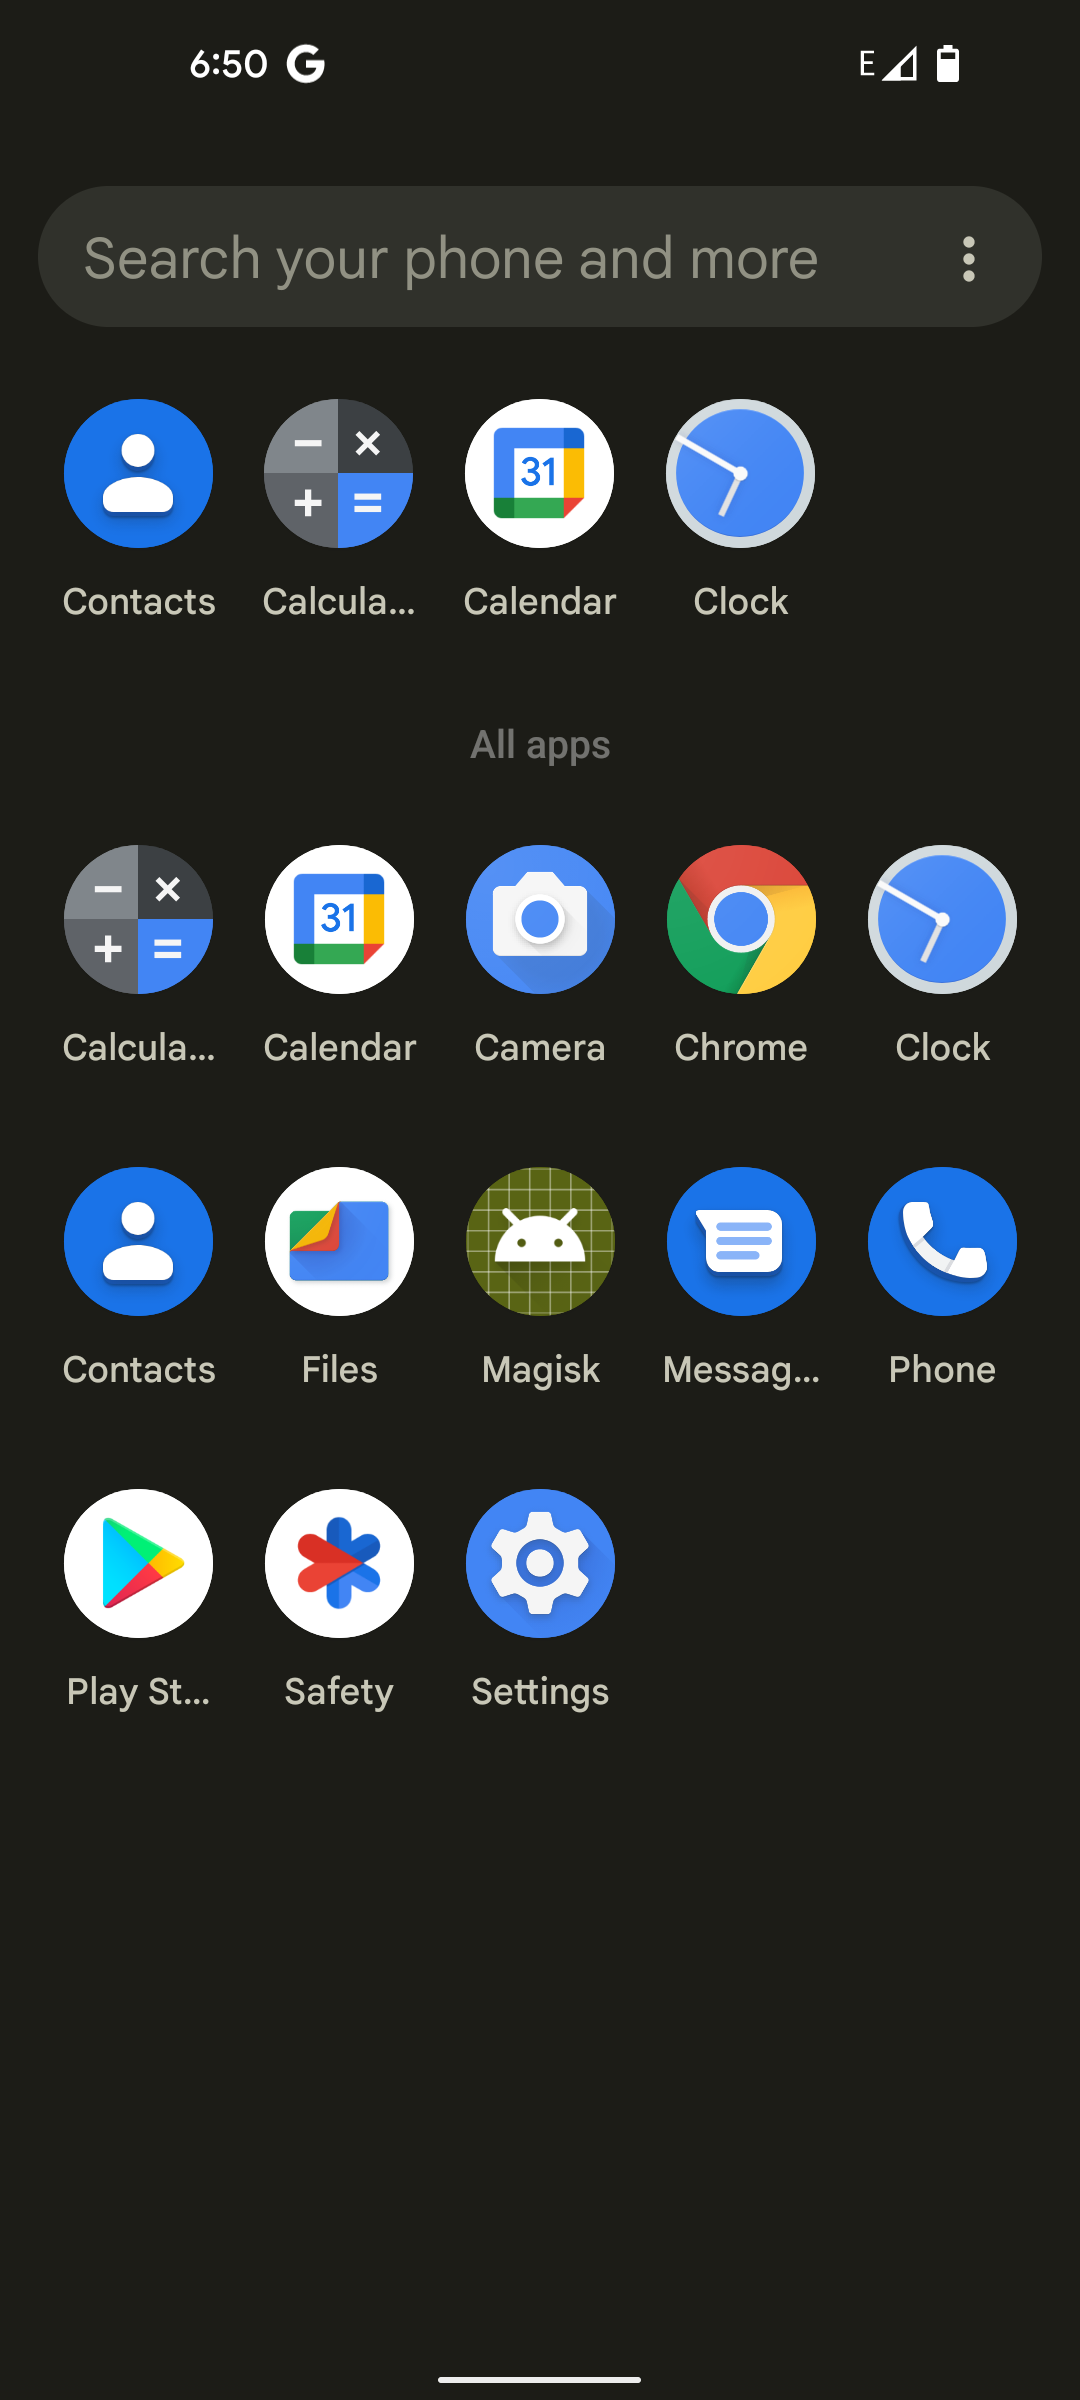 6:50 G E
Search your phone and more
Contacts Calcula... Calendar Clock
31
All apps
Calcula... Calendar Camera Chrome Clock
31
Contacts Files Magisk Messag... Phone
Play St... Safety Settings